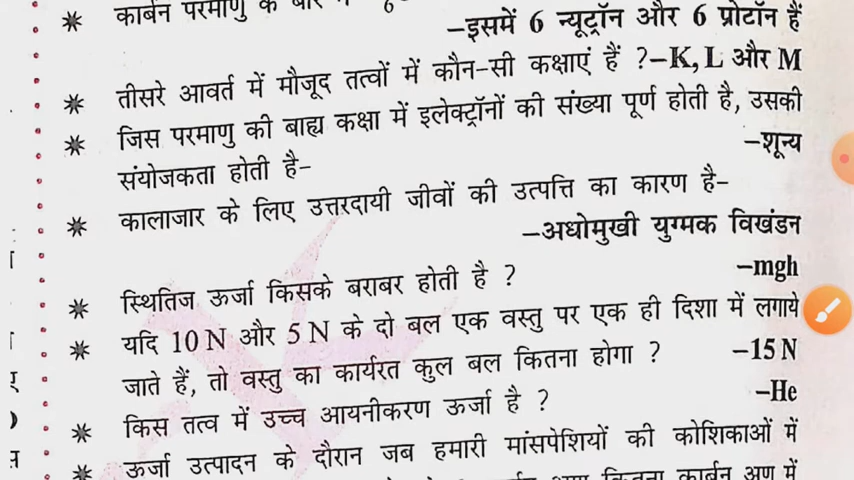 कार्बन परमाणु के बारे
–इसमें 6 न्यूट्रॉन और 6 प्रोटॉन हैं
तीसरे आवर्त में मौजूद तत्वों में कौन-सी कक्षाएं हैं ?–K, L और M
जिस परमाणु की बाह्य कक्षा में इलेक्ट्रॉनों की संख्या पूर्ण होती है, उसकी
संयोजकता होती है– –शून्य
कालाजार के लिए उत्तरदायी जीवों की उत्पत्ति का कारण है–
–अधोमुखी युग्मक विखंडन
स्थितिज ऊर्जा किसके बराबर होती है ? –mgh
यदि 10 N और 5 N के दो बल एक वस्तु पर एक ही दिशा में लगाये
जाते हैं, तो वस्तु का कार्यरत कुल बल कितना होगा ? –15 N
किस तत्व में उच्च आयनीकरण ऊर्जा है ? –He
ऊर्जा उत्पादन के दौरान जब हमारी मांसपेशियों की कोशिकाओं में